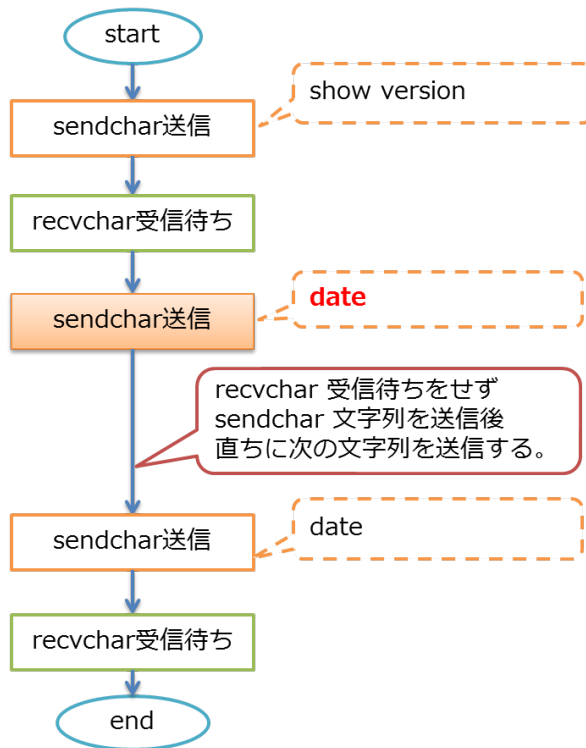 start
show version
sendchar送信
recvchar受信待ち
date
sendchar送信
recvchar 受信待ちをせず
sendchar 文字列を送信後
直ちに次の文字列を送信する。
date
sendchar送信
recvchar受信待ち
end